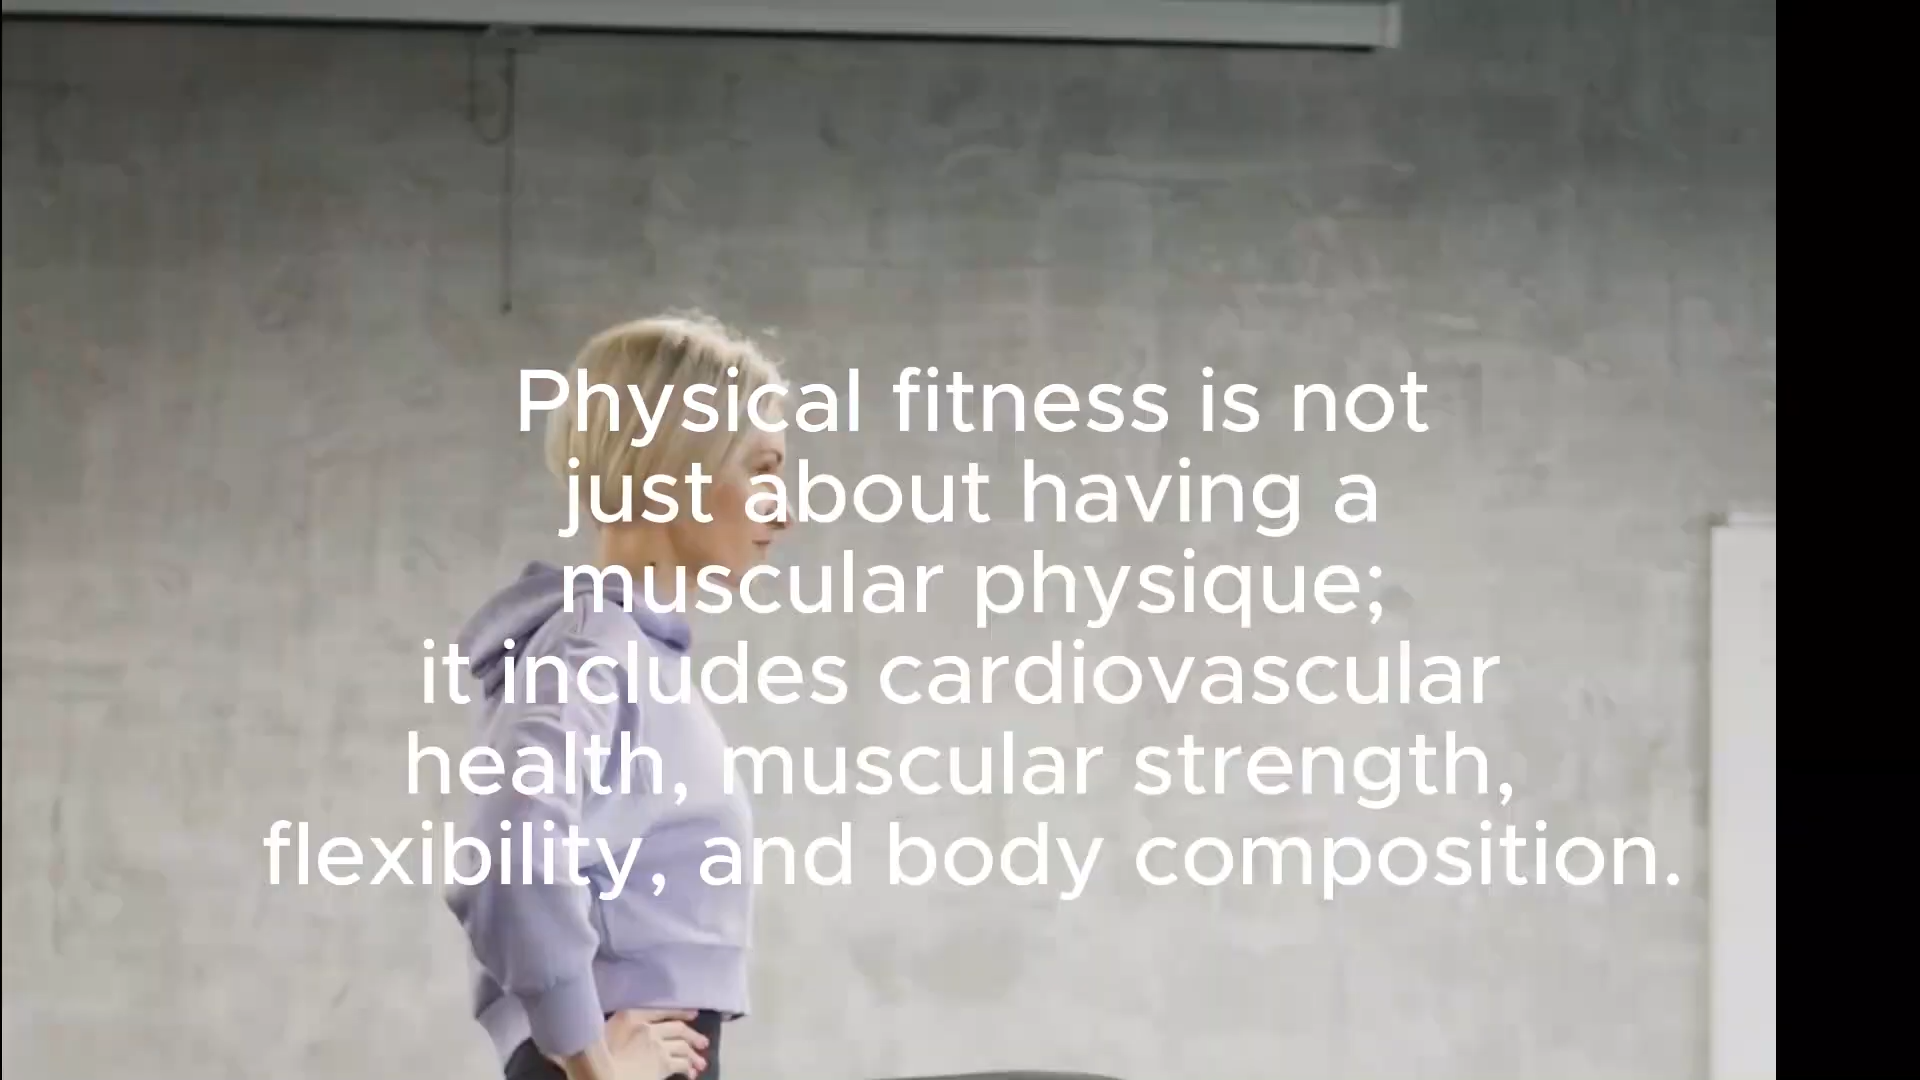 Physical fitness is not
just about having a
muscular physique;
it includes cardiovascular
health, muscular strength,
flexibility, and body composition.